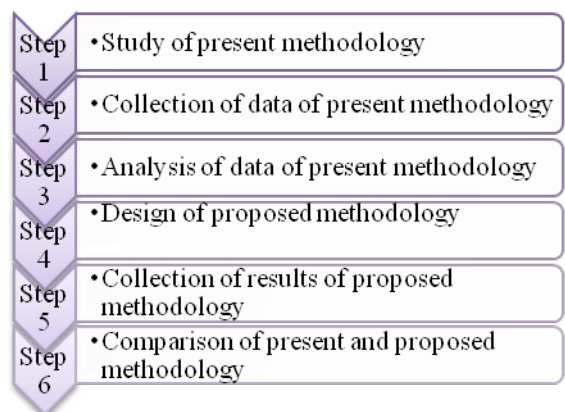 Step 1
•Study of present methodology
Step 2
•Collection of data of present methodology
Step 3
•Analysis of data of present methodology
Step 4
•Design of proposed methodology
Step 5
•Collection of results of proposed
methodology
Step 6
•Comparison of present and proposed
methodology